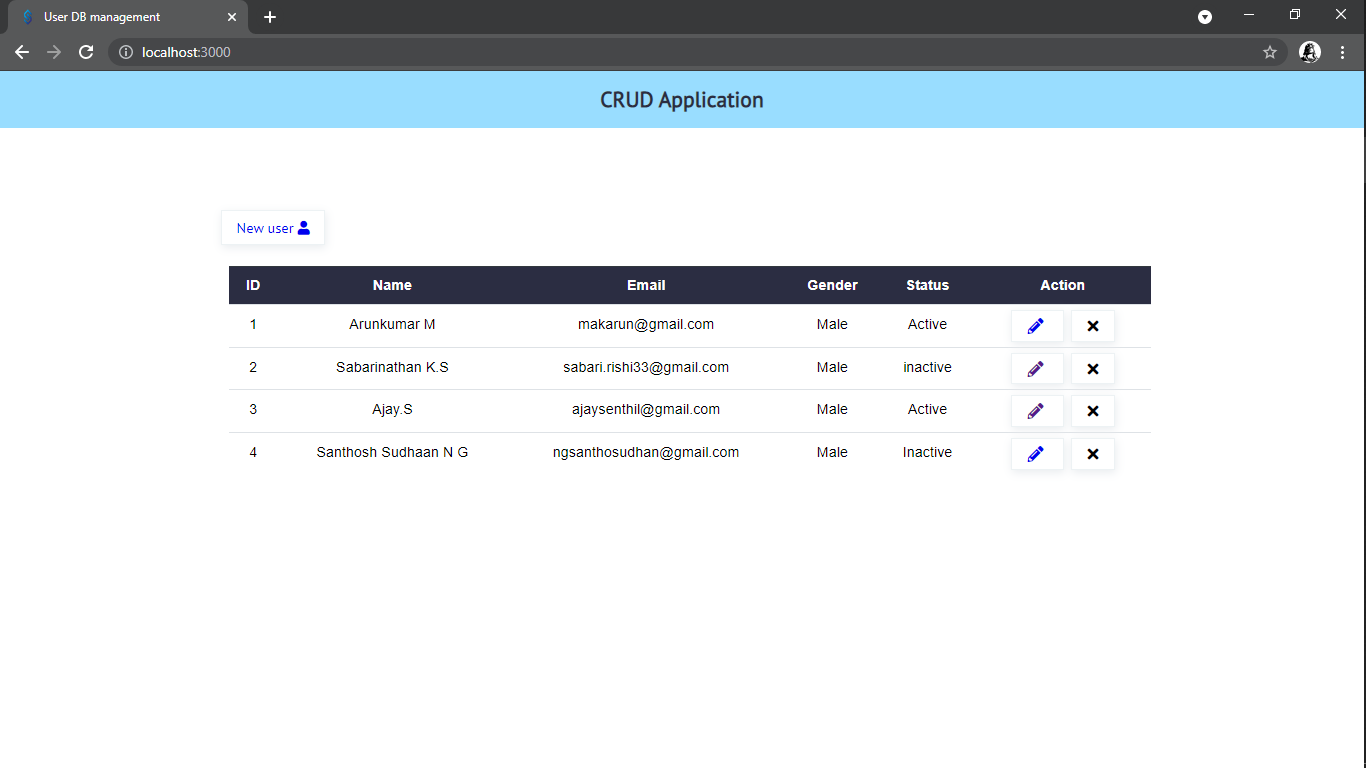 User DB management
localhost:3000
CRUD Application
New user
ID Name Email Gender Status Action
1 Arunkumar M makarun@gmail.com Male Active
2 Sabarinathan K.S sabari.rishi33@gmail.com Male inactive
3 Ajay.S ajaysenthil@gmail.com Male Active
4 Santhosh Sudhaan N G ngsanthosudhan@gmail.com Male Inactive